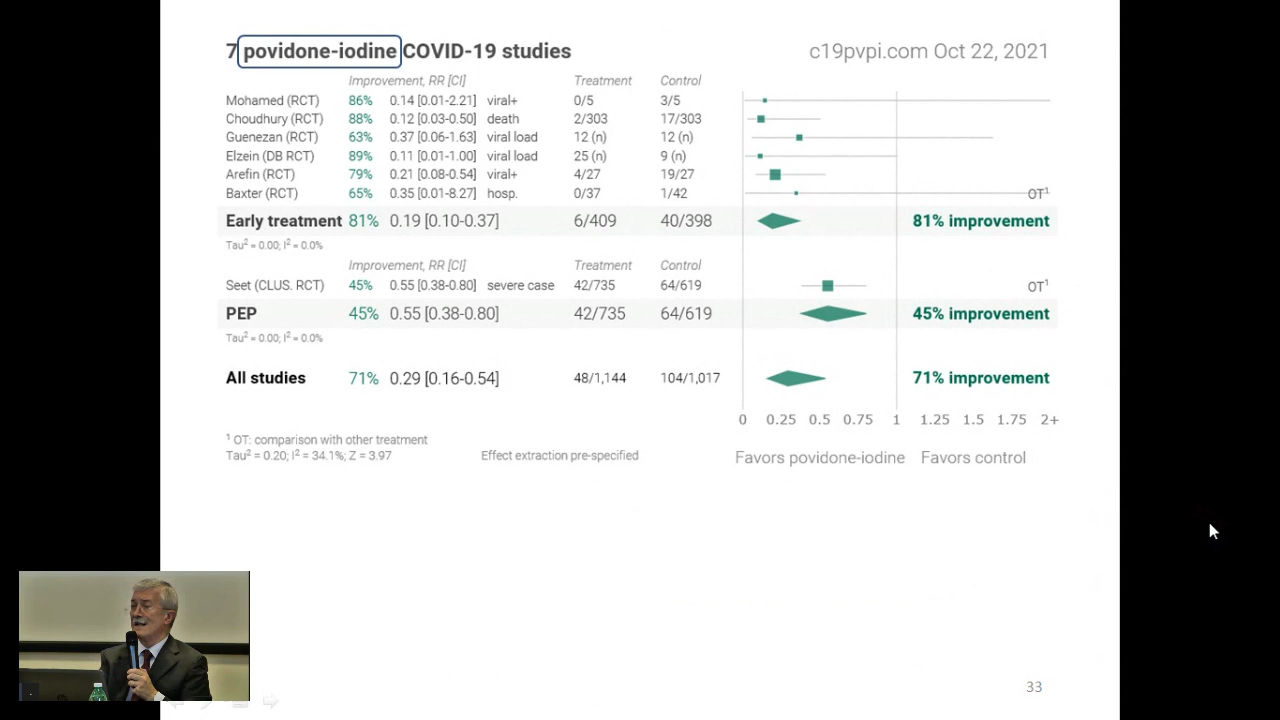 7 povidone-iodine COVID-19 studies c19pvpi.com Oct 22, 2021
Improvement, RR [CI] Treatment Control
Mohamed (RCT) 86% 0.14 [0.01-2.21] viral+ 0/5 3/5
Choudhury (RCT) 88% 0.12 [0.03-0.50] death 2/303 17/303
Guenezan (RCT) 63% 0.37 [0.06-1.63] viral load 12 (n) 12 (n)
Elzein (DB RCT) 89% 0.11 [0.01-1.00] viral load 25 (n) 9 (n)
Arefin (RCT) 79% 0.21 [0.08-0.54] viral+ 4/27 19/27
Baxter (RCT) 65% 0.35 [0.01-8.27] hosp. 0/37 1/42 OT¹
Early treatment 81% 0.19 [0.10-0.37] 6/409 40/398 81% improvement
Tau² = 0.00; I² = 0.0%
Improvement, RR [CI] Treatment Control
Seet (CLUS. RCT) 45% 0.55 [0.38-0.80] severe case 42/735 64/619 OT¹
PEP 45% 0.55 [0.38-0.80] 42/735 64/619 45% improvement
Tau² = 0.00; I² = 0.0%
All studies 71% 0.29 [0.16-0.54] 48/1,144 104/1,017 71% improvement
0 0.25 0.5 0.75 1 1.25 1.5 1.75 2+
¹ OT: comparison with other treatment
Tau² = 0.20; I² = 34.1%; Z = 3.97 Effect extraction pre-specified Favors povidone-iodine Favors control
33